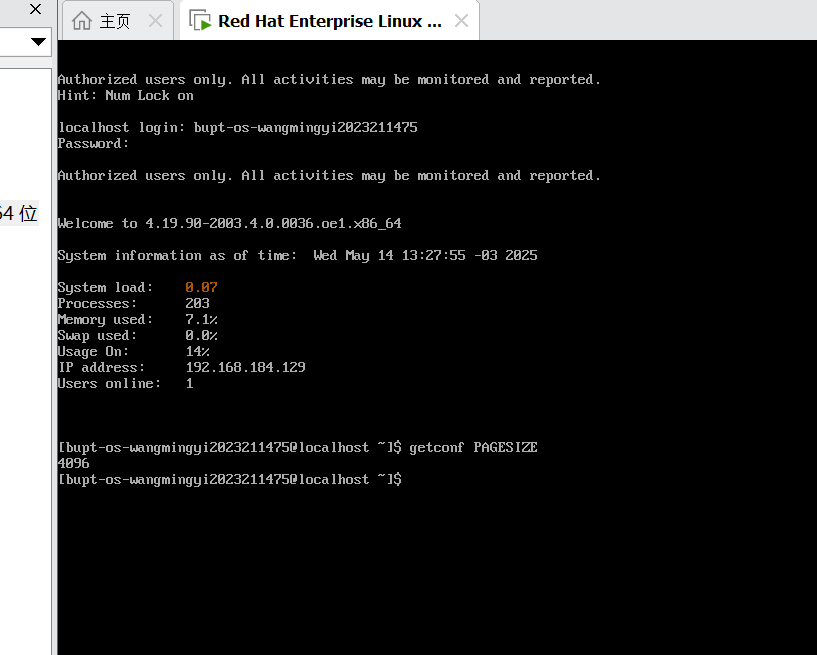 主页
Red Hat Enterprise Linux ...
Authorized users only. All activities may be monitored and reported.
Hint: Num Lock on
localhost login: bupt-os-wangmingyi2023211475
Password:
Authorized users only. All activities may be monitored and reported.
64 位
Welcome to 4.19.90-2003.4.0.0036.oe1.x86_64
System information as of time:  Wed May 14 13:27:55 -03 2025
System load:    0.07
Processes:      203
Memory used:    7.1%
Swap used:      0.0%
Usage On:       14%
IP address:     192.168.184.129
Users online:   1
[bupt-os-wangmingyi2023211475@localhost ~]$ getconf PAGESIZE
4096
[bupt-os-wangmingyi2023211475@localhost ~]$